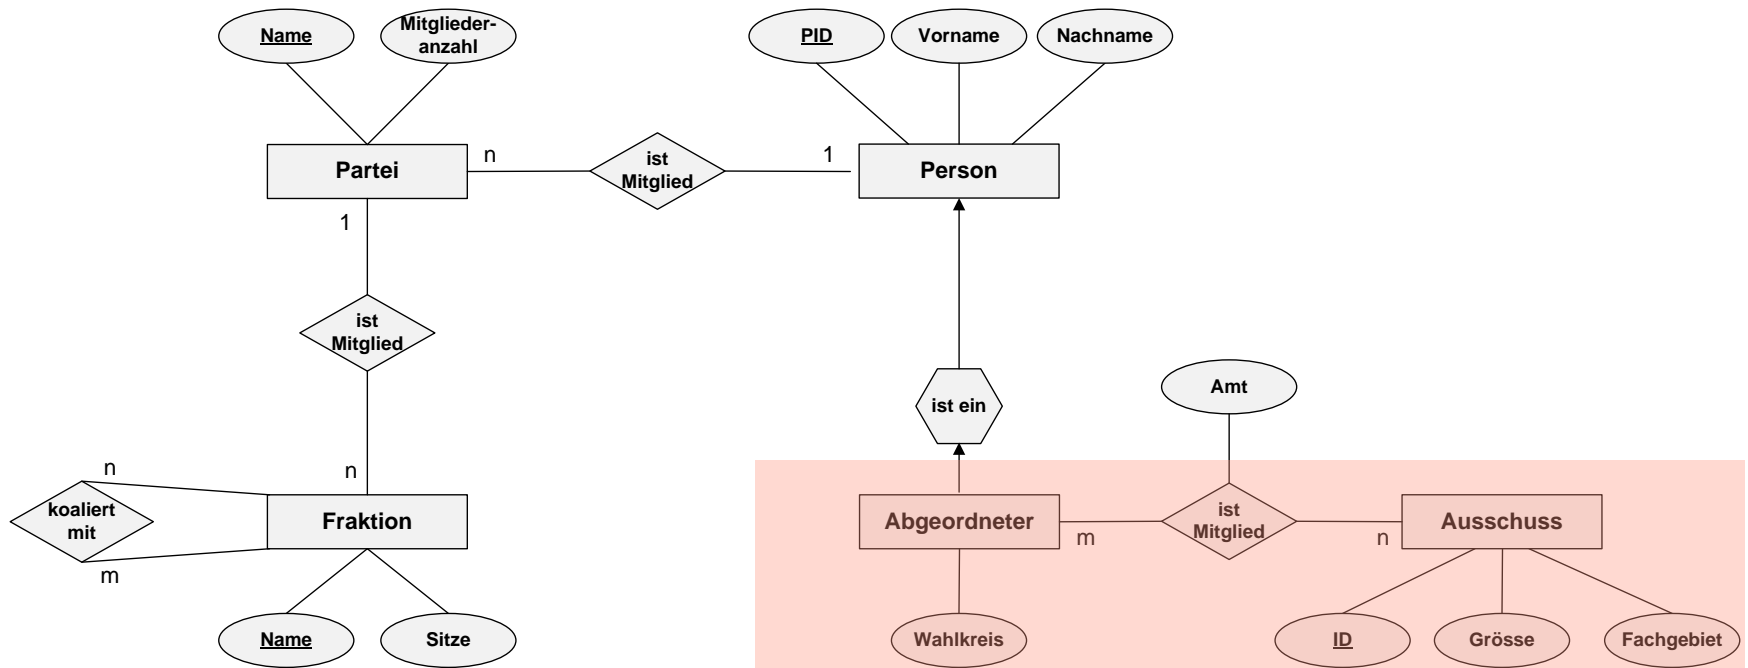 Name
Mitglieder-
anzahl
PID
Vorname
Nachname
Partei
n
ist
Mitglied
1
Person
1
ist
Mitglied
n
ist ein
Amt
n
koaliert
mit
m
Fraktion
Abgeordneter
m
ist
Mitglied
n
Ausschuss
Name
Sitze
Wahlkreis
ID
Grösse
Fachgebiet